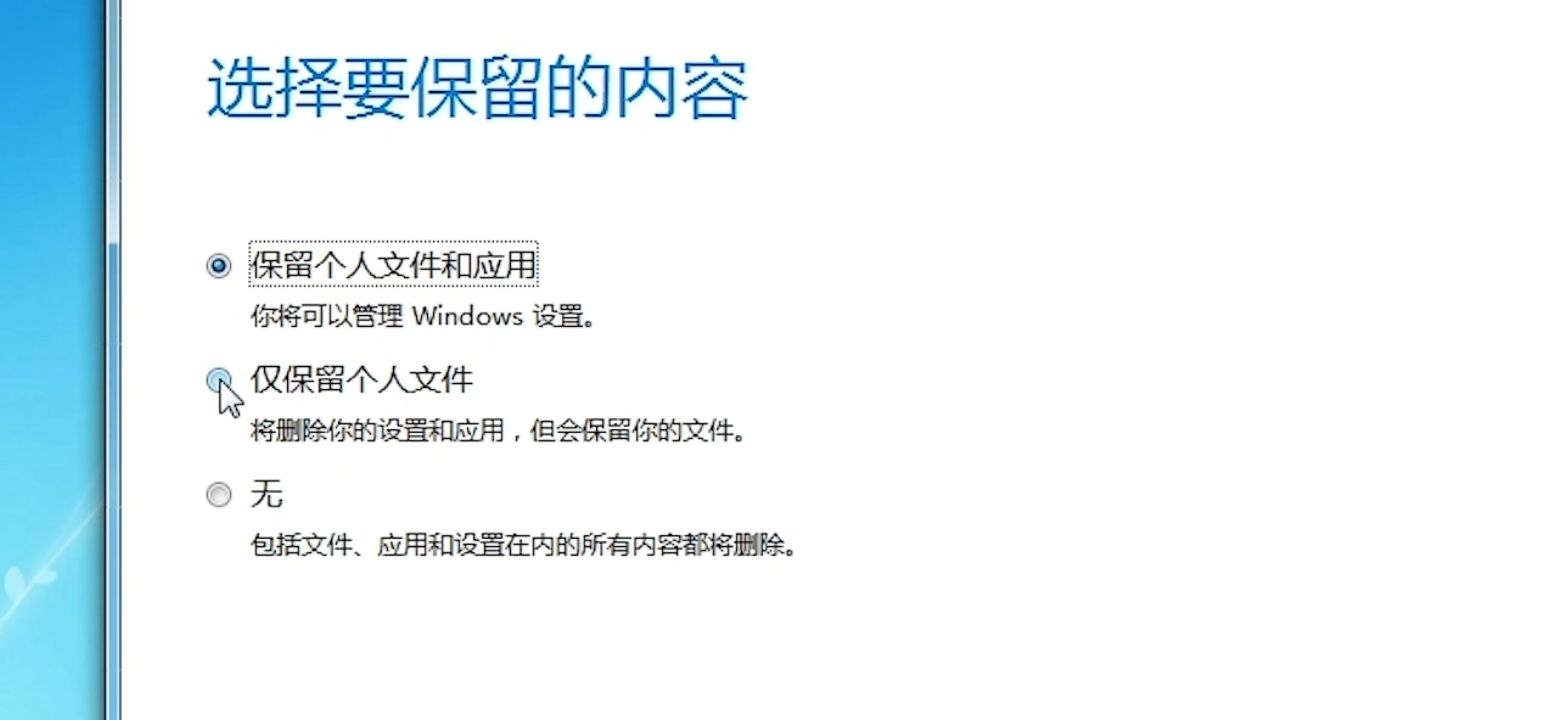 选择要保留的内容
保留个人文件和应用
你将可以管理 Windows 设置。
仅保留个人文件
将删除你的设置和应用，但会保留你的文件。
无
包括文件、应用和设置在内的所有内容都将删除。